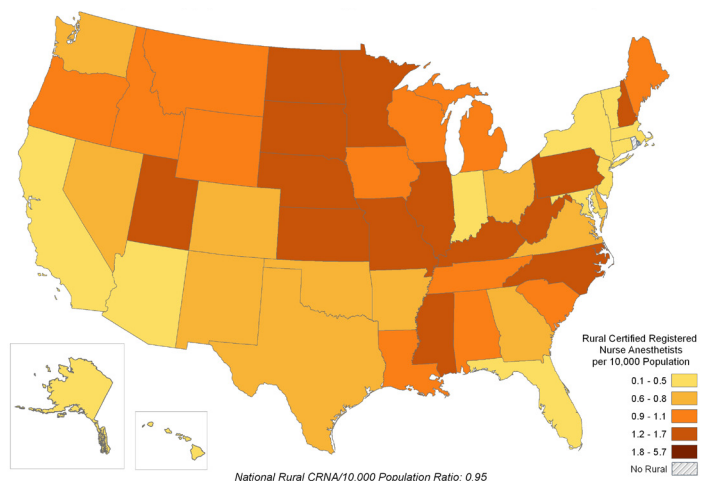 Rural Certified Registered
Nurse Anesthetists
per 10,000 Population
0.1 - 0.5
0.6 - 0.8
0.9 - 1.1
1.2 - 1.7
1.8 - 5.7
No Rural
National Rural CRNA/10,000 Population Ratio: 0.95